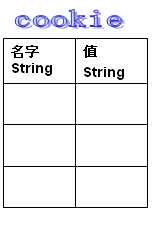 cookie
名字 值
String String